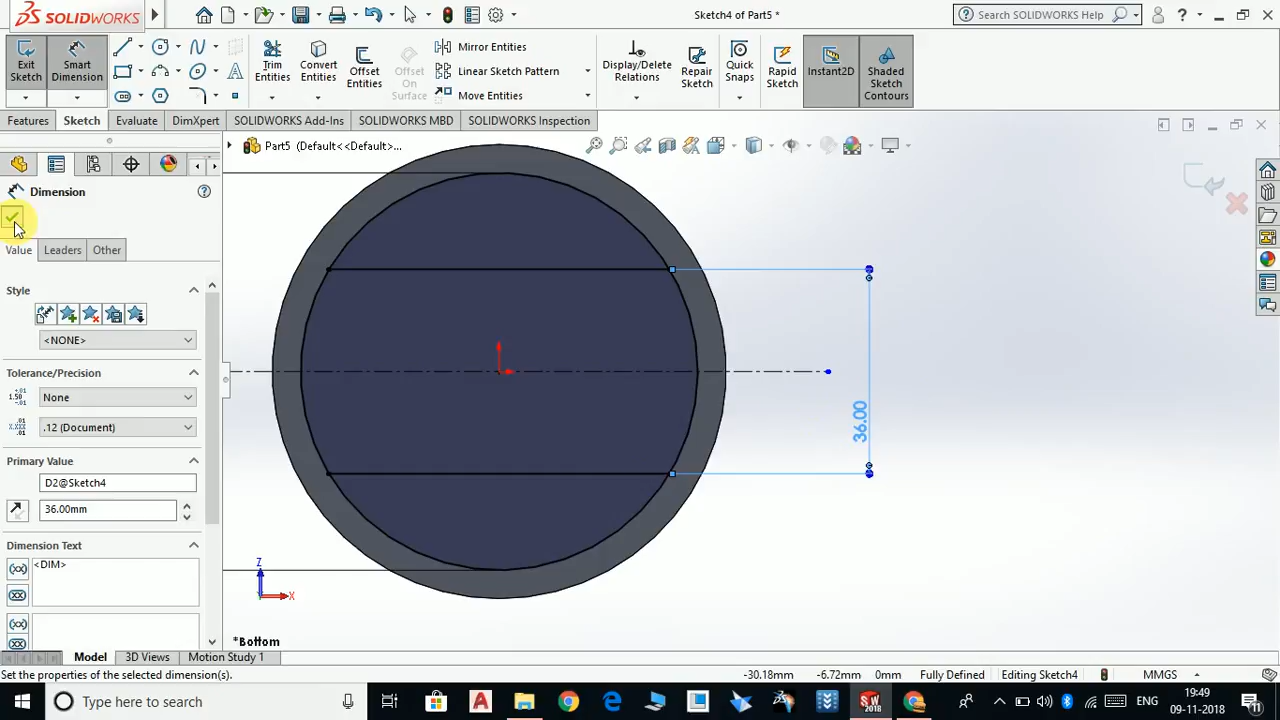 SOLIDWORKS
Sketch4 of Part5 *
Search SOLIDWORKS Help
Exit Sketch
Smart Dimension
Trim Entities
Convert Entities
Offset Entities
Offset On Surface
Mirror Entities
Linear Sketch Pattern
Move Entities
Display/Delete Relations
Repair Sketch
Quick Snaps
Rapid Sketch
Instant2D
Shaded Sketch Contours
Features
Sketch
Evaluate
DimXpert
SOLIDWORKS Add-Ins
SOLIDWORKS MBD
SOLIDWORKS Inspection
Part5 (Default<<Default>...
Dimension
Value
Leaders
Other
Style
<NONE>
Tolerance/Precision
None
.12 (Document)
Primary Value
D2@Sketch4
36.00mm
Dimension Text
<DIM>
36.00
Z
X
*Bottom
Model
3D Views
Motion Study 1
Set the properties of the selected dimension(s).
-30.18mm
-6.72mm
0mm
Fully Defined
Editing Sketch4
MMGS
Type here to search
19:49
09-11-2018